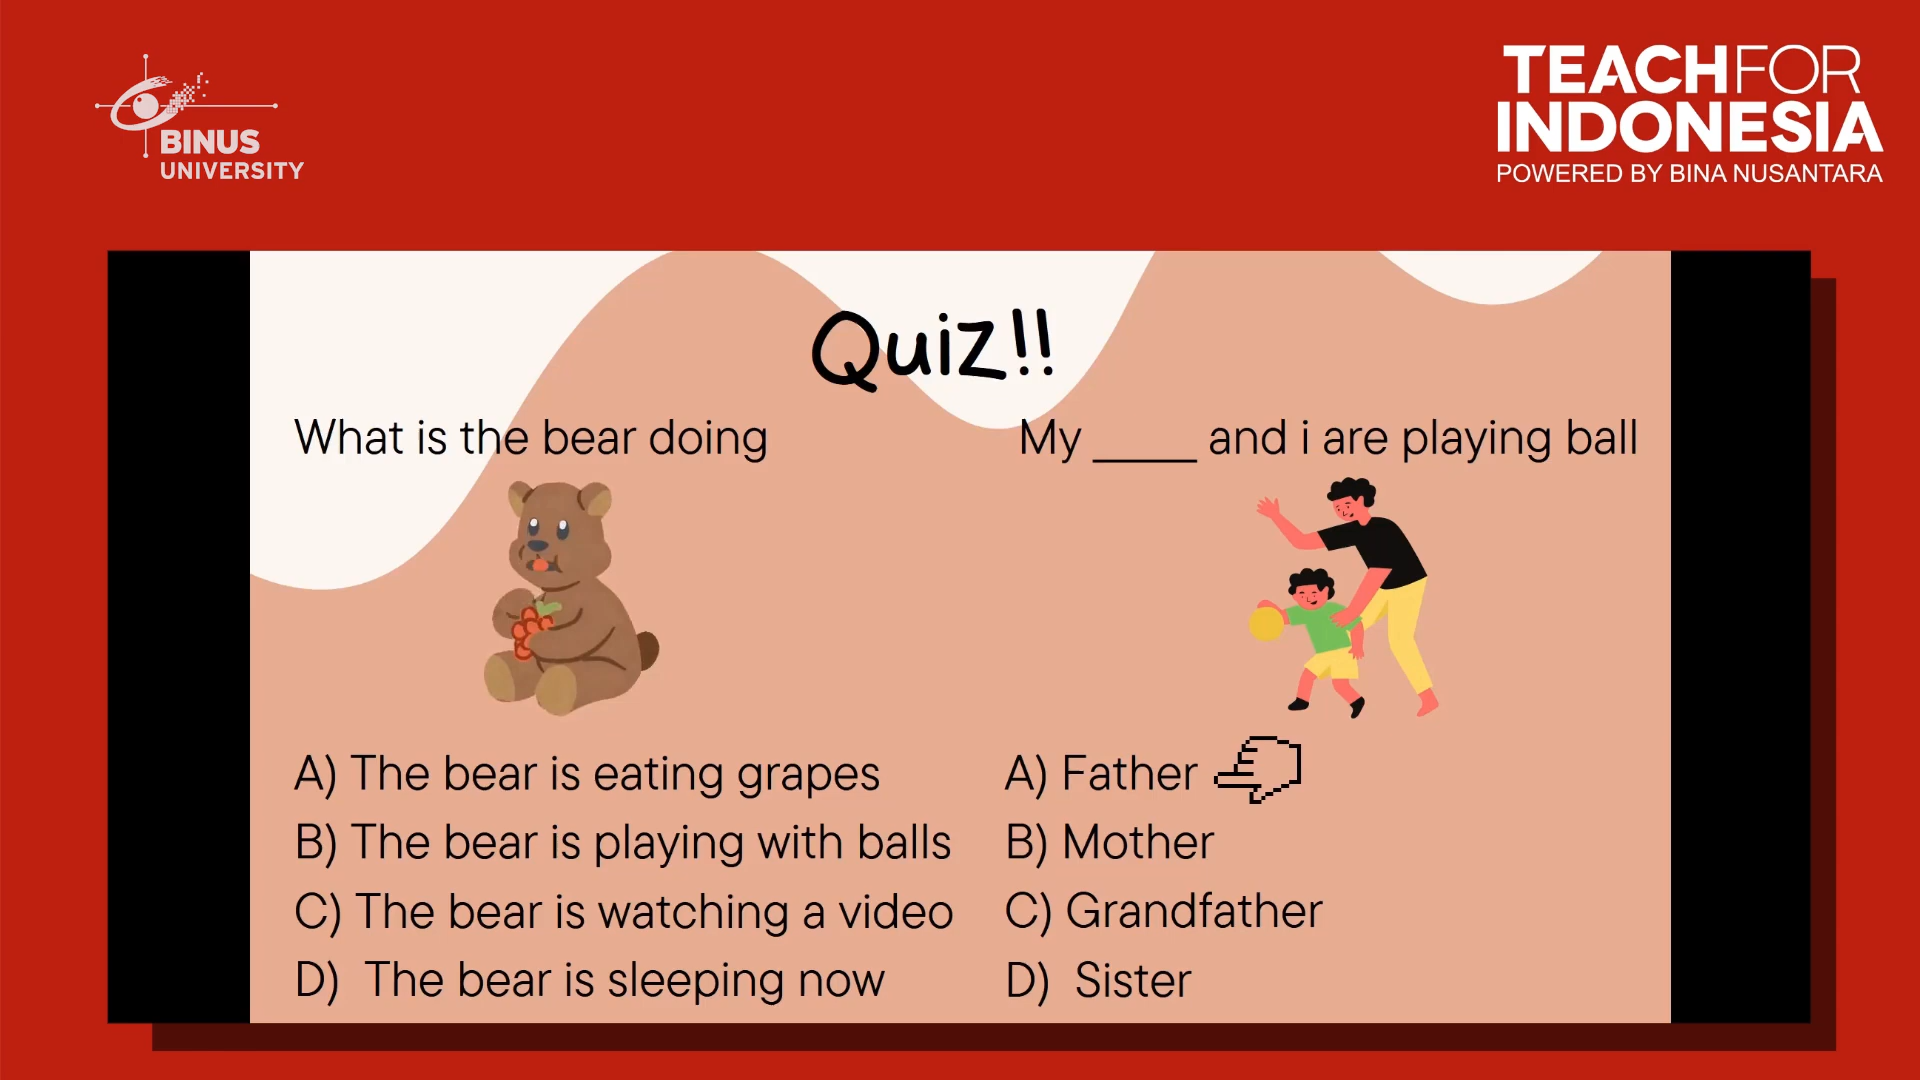 BINUS
UNIVERSITY
TEACHFOR
INDONESIA
POWERED BY BINA NUSANTARA
Quiz!!
What is the bear doing
A) The bear is eating grapes
B) The bear is playing with balls
C) The bear is watching a video
D) The bear is sleeping now
My _____ and i are playing ball
A) Father
B) Mother
C) Grandfather
D) Sister